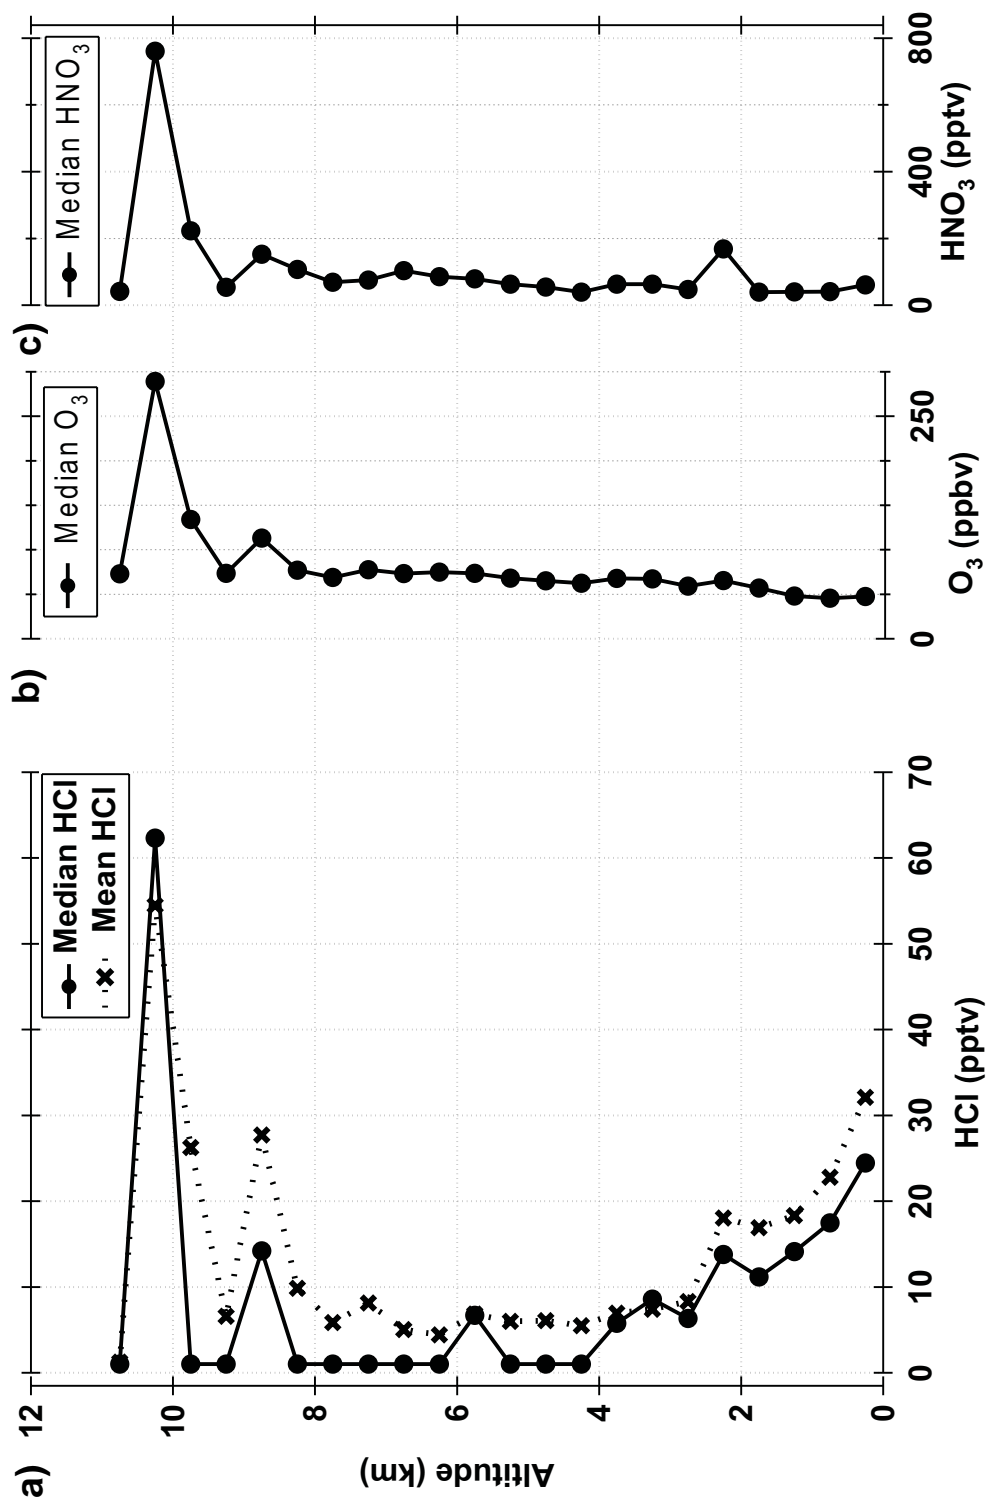 a)
Altitude (km)
12
10
8
6
4
2
0
Median HCl
Mean HCl
0
10
20
30
40
50
60
70
HCl (pptv)
b)
Median O3
0
250
O3 (ppbv)
c)
Median HNO3
0
400
800
HNO3 (pptv)